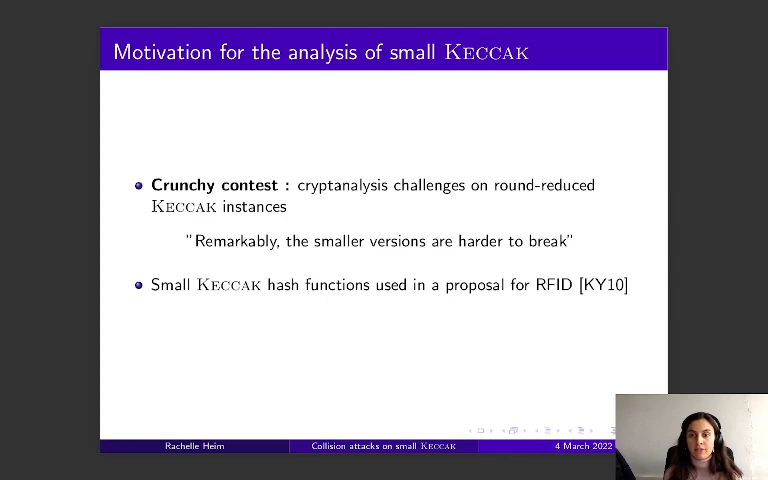 Motivation for the analysis of small KECCAK
Crunchy contest : cryptanalysis challenges on round-reduced
KECCAK instances
"Remarkably, the smaller versions are harder to break"
Small KECCAK hash functions used in a proposal for RFID [KY10]
Rachelle Heim
Collision attacks on small KECCAK
4 March 2022